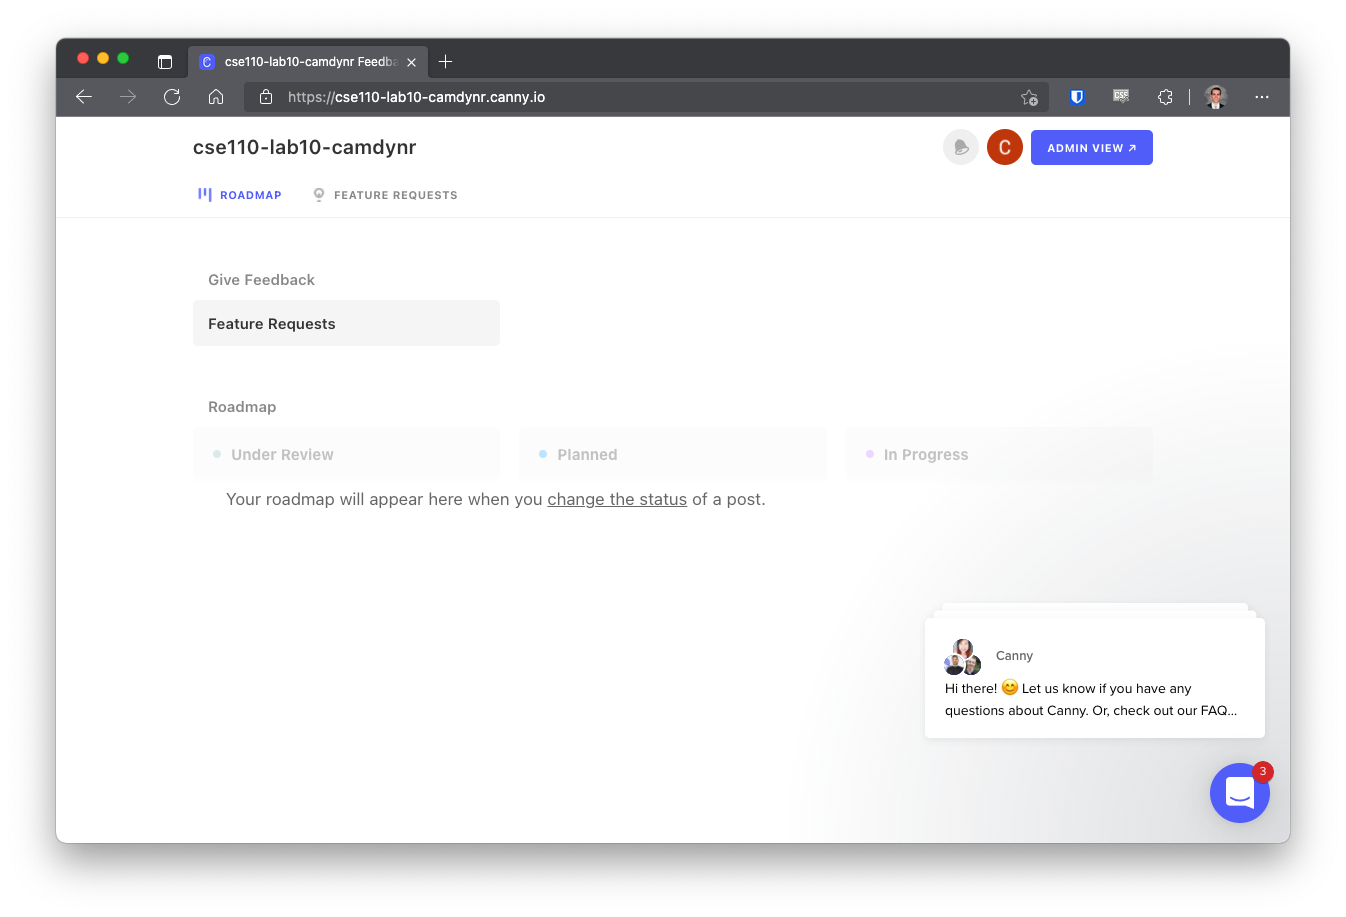 C cse110-lab10-camdynr Feedba
https://cse110-lab10-camdynr.canny.io
CSE
cse110-lab10-camdynr
C
ADMIN VIEW ↗
ROADMAP
FEATURE REQUESTS
Give Feedback
Feature Requests
Roadmap
Under Review
Planned
In Progress
Your roadmap will appear here when you change the status of a post.
Canny
Hi there! 😊 Let us know if you have any
questions about Canny. Or, check out our FAQ...
3